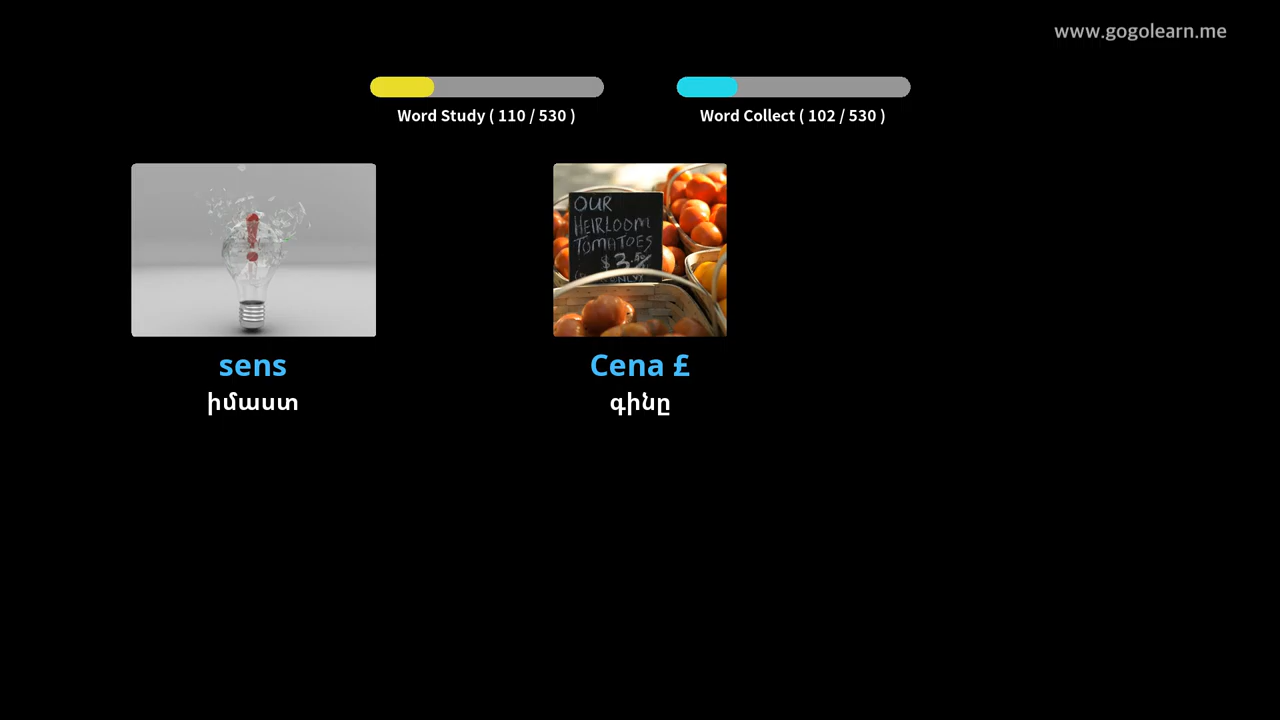 www.gogolearn.me
Word Study ( 110 / 530 )
Word Collect ( 102 / 530 )
OUR
HEIRLOOM
TOMATOES
sens
Cena £
իմաստ
գինը